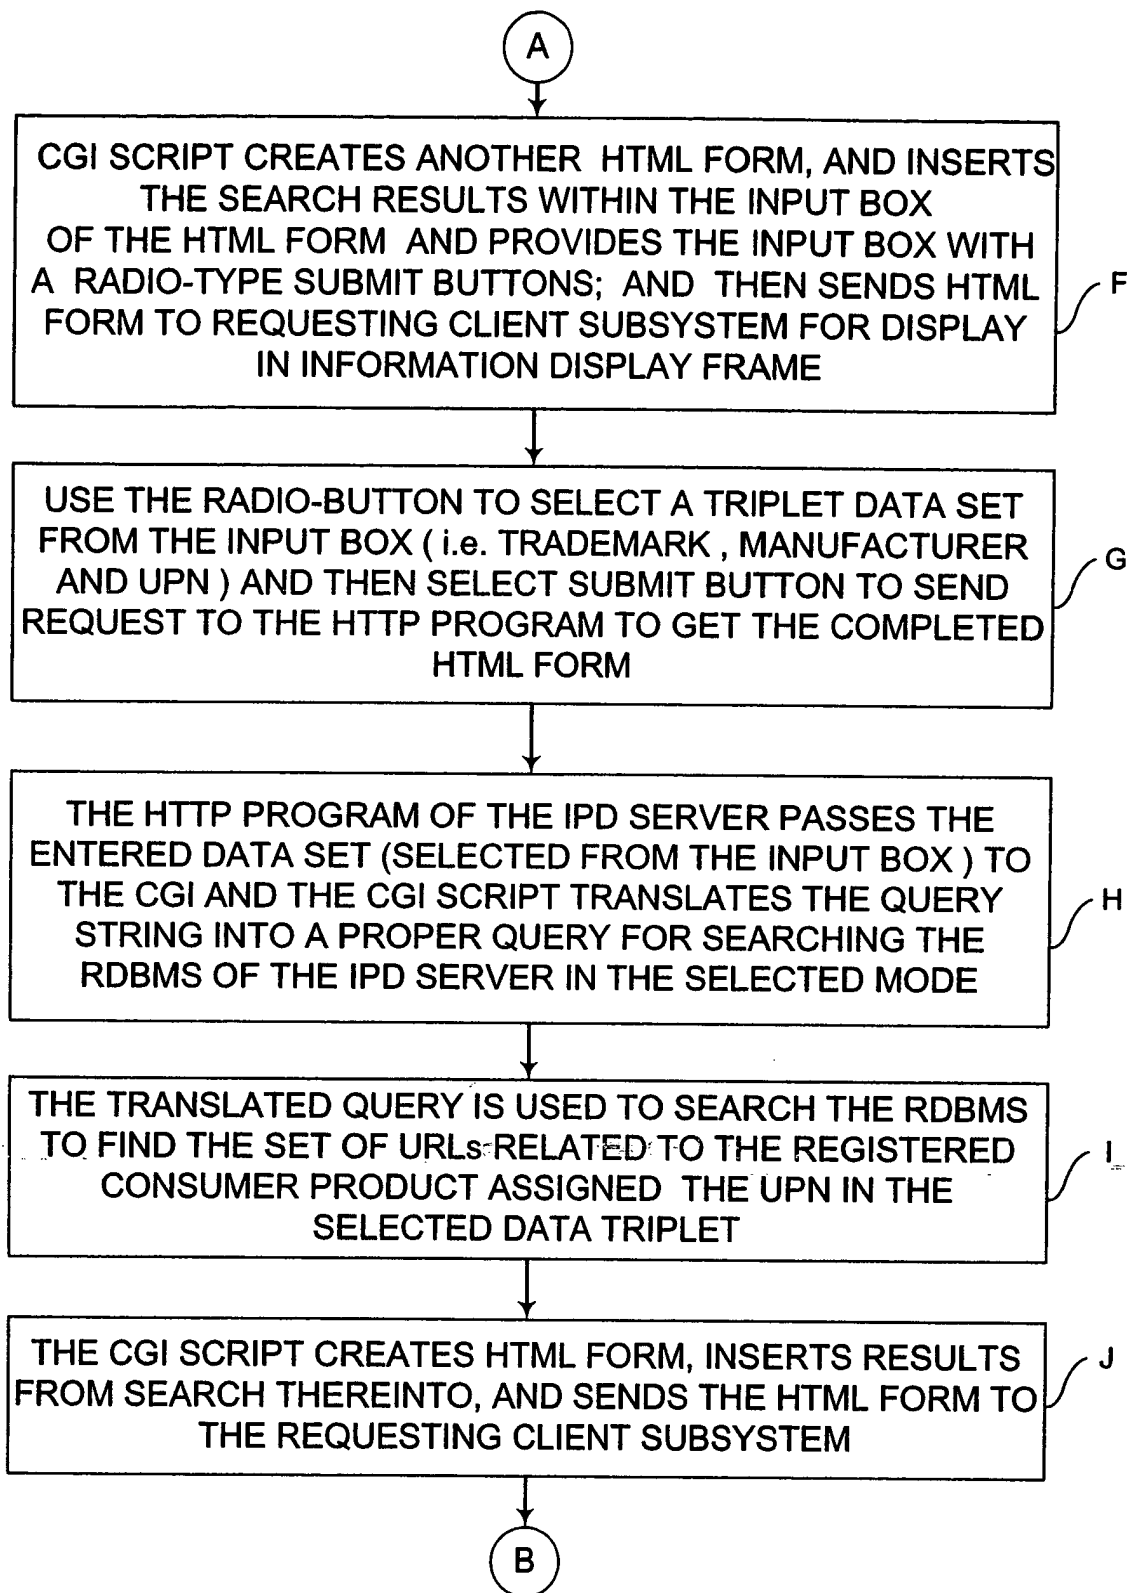 A
CGI SCRIPT CREATES ANOTHER HTML FORM, AND INSERTS
THE SEARCH RESULTS WITHIN THE INPUT BOX
OF THE HTML FORM AND PROVIDES THE INPUT BOX WITH
A RADIO-TYPE SUBMIT BUTTONS; AND THEN SENDS HTML
FORM TO REQUESTING CLIENT SUBSYSTEM FOR DISPLAY
IN INFORMATION DISPLAY FRAME
F
USE THE RADIO-BUTTON TO SELECT A TRIPLET DATA SET
FROM THE INPUT BOX ( i.e. TRADEMARK , MANUFACTURER
AND UPN ) AND THEN SELECT SUBMIT BUTTON TO SEND
REQUEST TO THE HTTP PROGRAM TO GET THE COMPLETED
HTML FORM
G
THE HTTP PROGRAM OF THE IPD SERVER PASSES THE
ENTERED DATA SET (SELECTED FROM THE INPUT BOX ) TO
THE CGI AND THE CGI SCRIPT TRANSLATES THE QUERY
STRING INTO A PROPER QUERY FOR SEARCHING THE
RDBMS OF THE IPD SERVER IN THE SELECTED MODE
H
THE TRANSLATED QUERY IS USED TO SEARCH THE RDBMS
TO FIND THE SET OF URLs RELATED TO THE REGISTERED
CONSUMER PRODUCT ASSIGNED THE UPN IN THE
SELECTED DATA TRIPLET
I
THE CGI SCRIPT CREATES HTML FORM, INSERTS RESULTS
FROM SEARCH THEREINTO, AND SENDS THE HTML FORM TO
THE REQUESTING CLIENT SUBSYSTEM
J
B